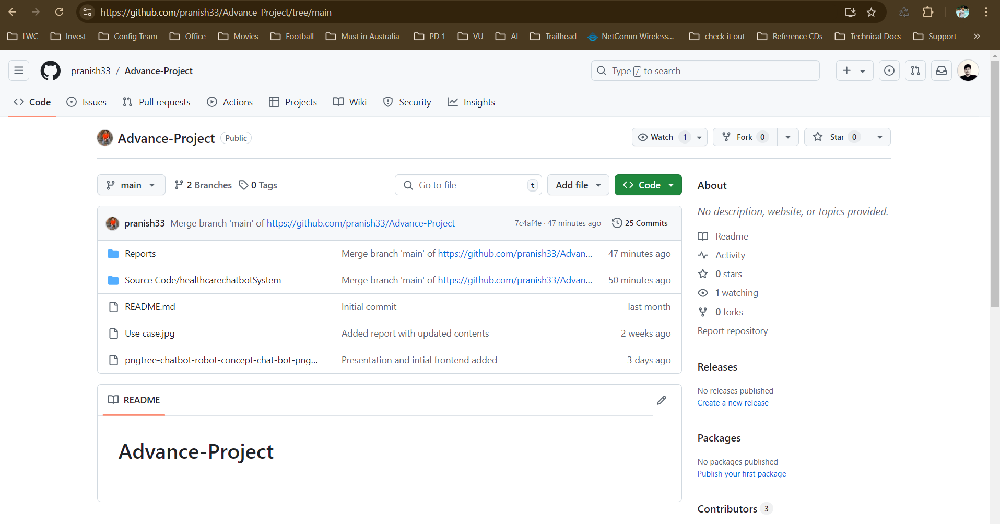 https://github.com/pranish33/Advance-Project/tree/main
LWC Invest Config Team Office Movies Football Must in Australia PD 1 VU AI Trailhead NetComm Wireless... check it out Reference CDs Technical Docs Support »
pranish33 / Advance-Project Type / to search
Code Issues Pull requests Actions Projects Wiki Security Insights
Advance-Project Public Watch 1 Fork 0 Star 0
main 2 Branches 0 Tags Go to file t Add file Code
pranish33 Merge branch 'main' of https://github.com/pranish33/Advance-Project 7c4af4e · 47 minutes ago 25 Commits
Reports Merge branch 'main' of https://github.com/pranish33/Advan... 47 minutes ago
Source Code/healthcarechatbotSystem Merge branch 'main' of https://github.com/pranish33/Advan... 50 minutes ago
README.md Initial commit last month
Use case.jpg Added report with updated contents 2 weeks ago
pngtree-chatbot-robot-concept-chat-bot-png... Presentation and intial frontend added 3 days ago
README
Advance-Project
About
No description, website, or topics provided.
Readme
Activity
0 stars
1 watching
0 forks
Report repository
Releases
No releases published
Create a new release
Packages
No packages published
Publish your first package
Contributors 3